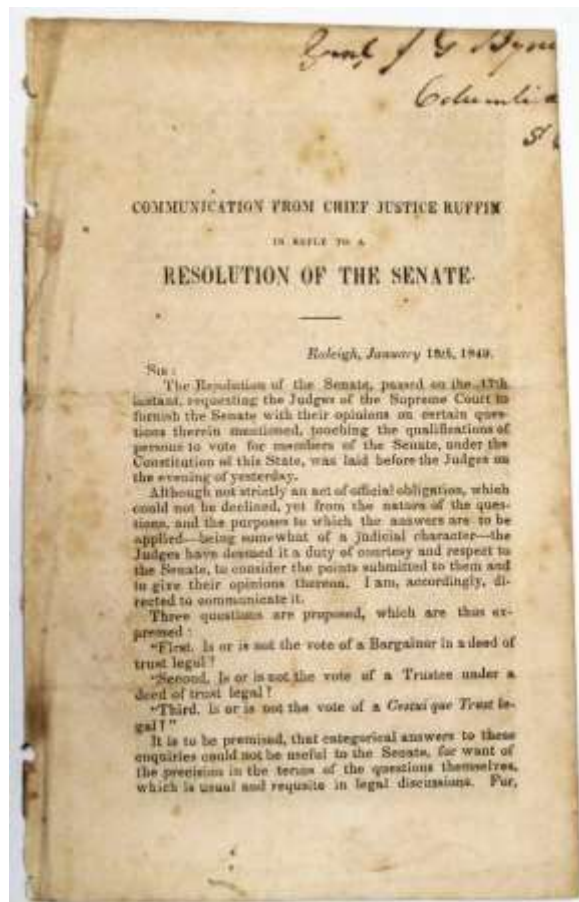 COMMUNICATION FROM CHIEF JUSTICE RUFFIN
IN REPLY TO A
RESOLUTION OF THE SENATE.
Raleigh, January 18th, 1849.
SIR:
The Resolution of the Senate, passed on the 17th
instant, requesting the Judges of the Supreme Court to
furnish the Senate with their opinions on certain ques-
tions therein mentioned, touching the qualifications of
persons to vote for members of the Senate, under the
Constitution of this State, was laid before the Judges on
the evening of yesterday.
Although not strictly an act of official obligation, which
could not be declined, yet from the nature of the ques-
tions, and the purposes to which the answers are to be
applied—being somewhat of a judicial character—the
Judges have deemed it a duty of courtesy and respect to
the Senate, to consider the points submitted to them and
to give their opinions thereon. I am, accordingly, di-
rected to communicate it.
Three questions are proposed, which are thus ex-
pressed:
"First. Is or is not the vote of a Bargainor in a deed of
trust legal?
"Second. Is or is not the vote of a Trustee under a
deed of trust legal?
"Third. Is or is not the vote of a Cestui que Trust le-
gal?"
It is to be premised, that categorical answers to these
enquiries could not be useful to the Senate, for want of
the precision in the terms of the questions themselves,
which is usual and requsite in legal discussions. For,